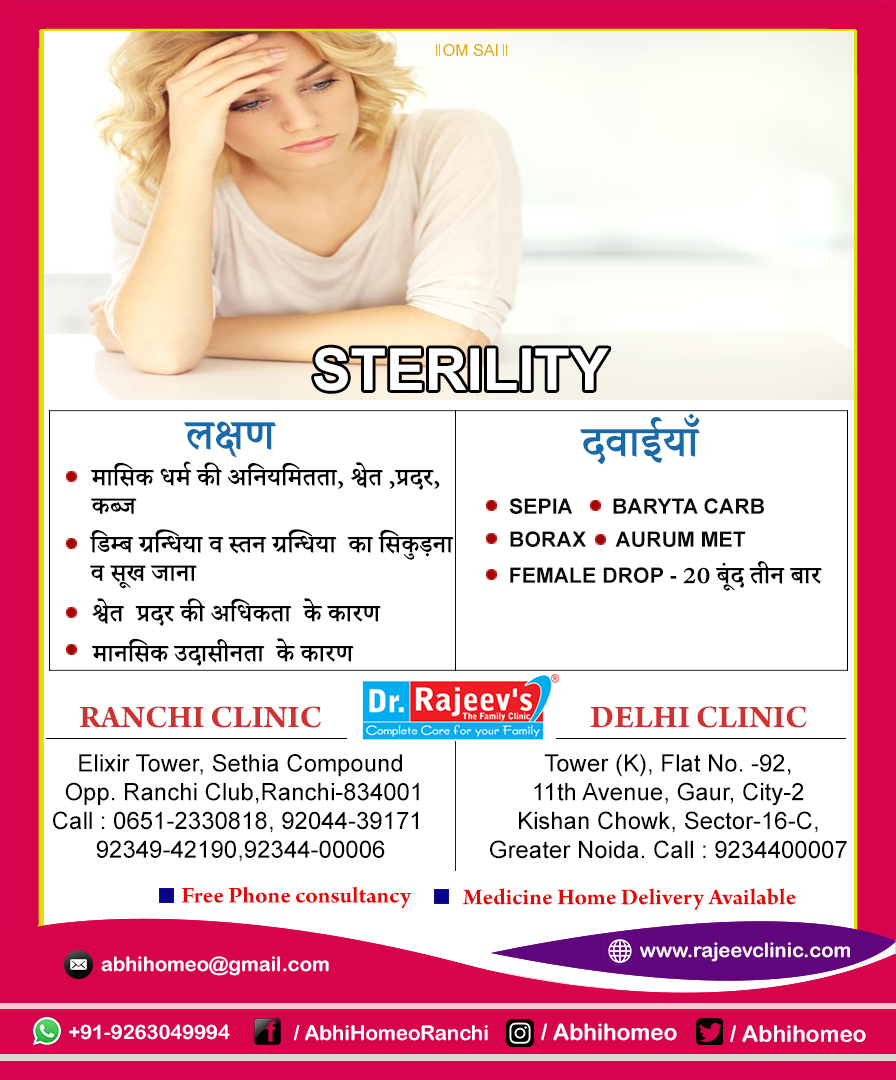 ॥OM SAI॥
STERILITY
लक्षण
मासिक धर्म की अनियमितता, श्वेत ,प्रदर,
कब्ज
डिम्ब ग्रन्धिया व स्तन ग्रन्धिया का सिकुड़ना
व सूख जाना
श्वेत प्रदर की अधिकता के कारण
मानसिक उदासीनता के कारण
दवाईयाँ
SEPIA
BARYTA CARB
BORAX
AURUM MET
FEMALE DROP - 20 बूंद तीन बार
Dr. Rajeev's®
The Family Clinic
Complete Care for your Family
RANCHI CLINIC
Elixir Tower, Sethia Compound
Opp. Ranchi Club,Ranchi-834001
Call : 0651-2330818, 92044-39171
92349-42190,92344-00006
DELHI CLINIC
Tower (K), Flat No. -92,
11th Avenue, Gaur, City-2
Kishan Chowk, Sector-16-C,
Greater Noida. Call : 9234400007
Free Phone consultancy
Medicine Home Delivery Available
abhihomeo@gmail.com
www.rajeevclinic.com
+91-9263049994
/ AbhiHomeoRanchi
/ Abhihomeo
/ Abhihomeo